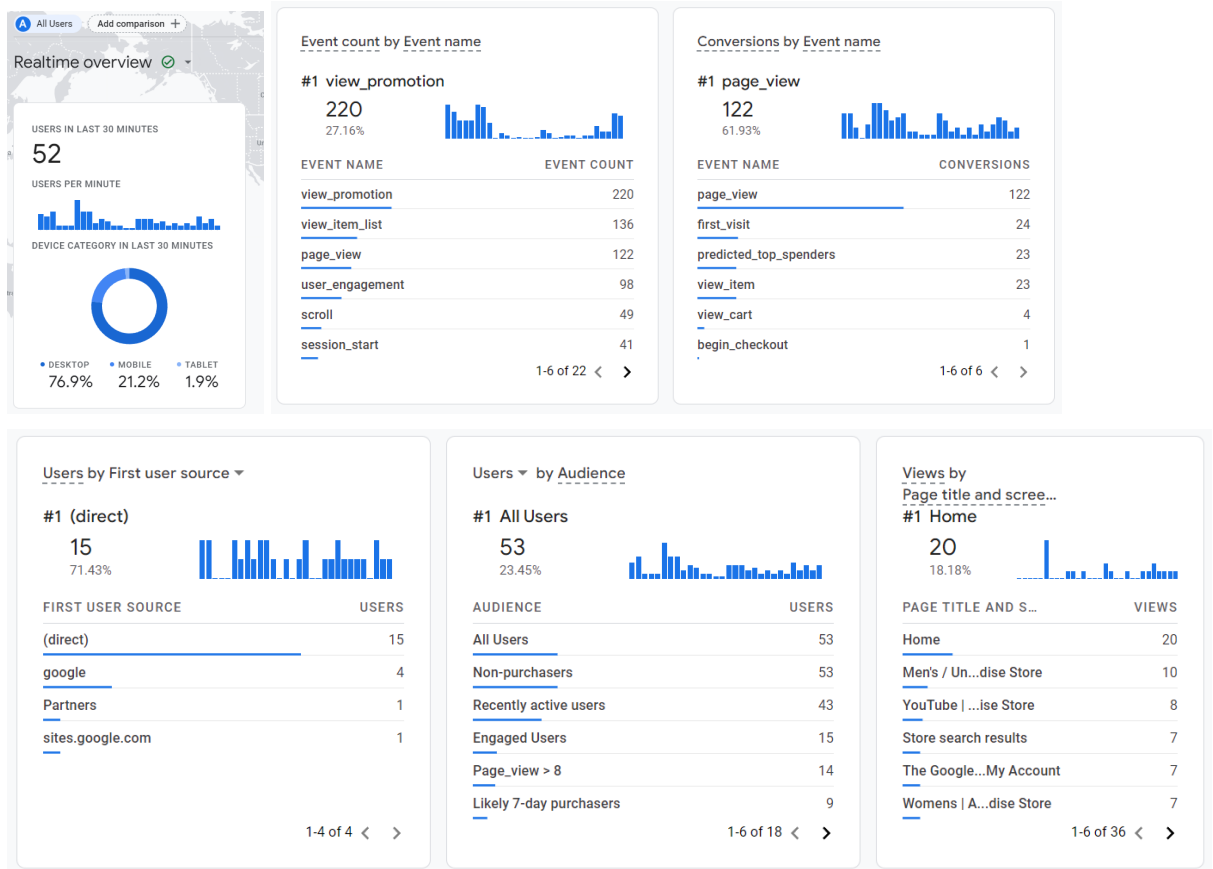 A All Users Add comparison +
Realtime overview
USERS IN LAST 30 MINUTES
52
USERS PER MINUTE
DEVICE CATEGORY IN LAST 30 MINUTES
DESKTOP MOBILE TABLET
76.9% 21.2% 1.9%
Event count by Event name
#1 view_promotion
220
27.16%
EVENT NAME EVENT COUNT
view_promotion 220
view_item_list 136
page_view 122
user_engagement 98
scroll 49
session_start 41
1-6 of 22
Conversions by Event name
#1 page_view
122
61.93%
EVENT NAME CONVERSIONS
page_view 122
first_visit 24
predicted_top_spenders 23
view_item 23
view_cart 4
begin_checkout 1
1-6 of 6
Users by First user source
#1 (direct)
15
71.43%
FIRST USER SOURCE USERS
(direct) 15
google 4
Partners 1
sites.google.com 1
1-4 of 4
Users by Audience
#1 All Users
53
23.45%
AUDIENCE USERS
All Users 53
Non-purchasers 53
Recently active users 43
Engaged Users 15
Page_view > 8 14
Likely 7-day purchasers 9
1-6 of 18
Views by
Page title and scree...
#1 Home
20
18.18%
PAGE TITLE AND S... VIEWS
Home 20
Men's / Un...dise Store 10
YouTube | ...ise Store 8
Store search results 7
The Google...My Account 7
Womens | A...dise Store 7
1-6 of 36